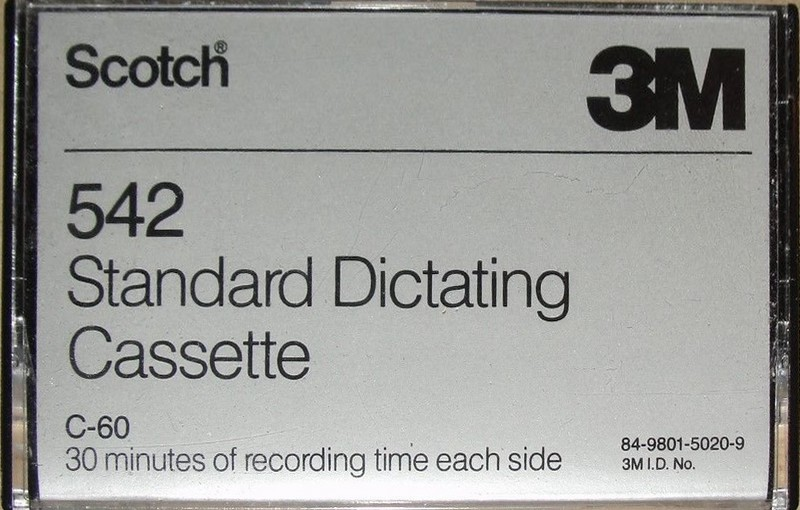 Scotch®
3M
542
Standard Dictating
Cassette
C-60
30 minutes of recording time each side
84-9801-5020-9
3M I.D. No.